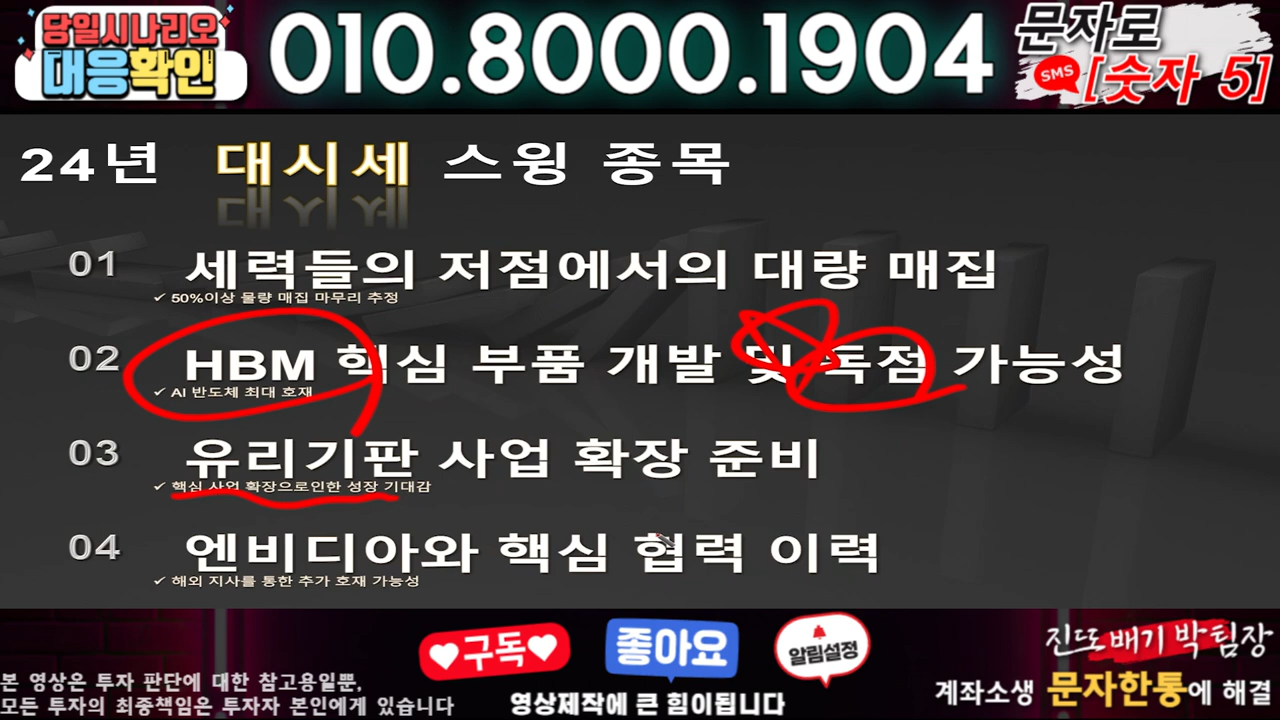 당일시나리오
대응확인
010.8000.1904
문자로
SMS
[숫자 5]
24년 대시세 스윙 종목
01 세력들의 저점에서의 대량 매집
✓ 50%이상 물량 매집 마무리 추정
02 HBM 핵심 부품 개발 및 독점 가능성
✓ AI 반도체 최대 호재
03 유리기판 사업 확장 준비
✓ 핵심 사업 확장으로인한 성장 기대감
04 엔비디아와 핵심 협력 이력
✓ 해외 지사를 통한 추가 호재 가능성
구독
좋아요
알림설정
영상제작에 큰 힘이됩니다
본 영상은 투자 판단에 대한 참고용일뿐,
모든 투자의 최종책임은 투자자 본인에게 있습니다
진또배기 박팀장
계좌소생 문자한통에 해결